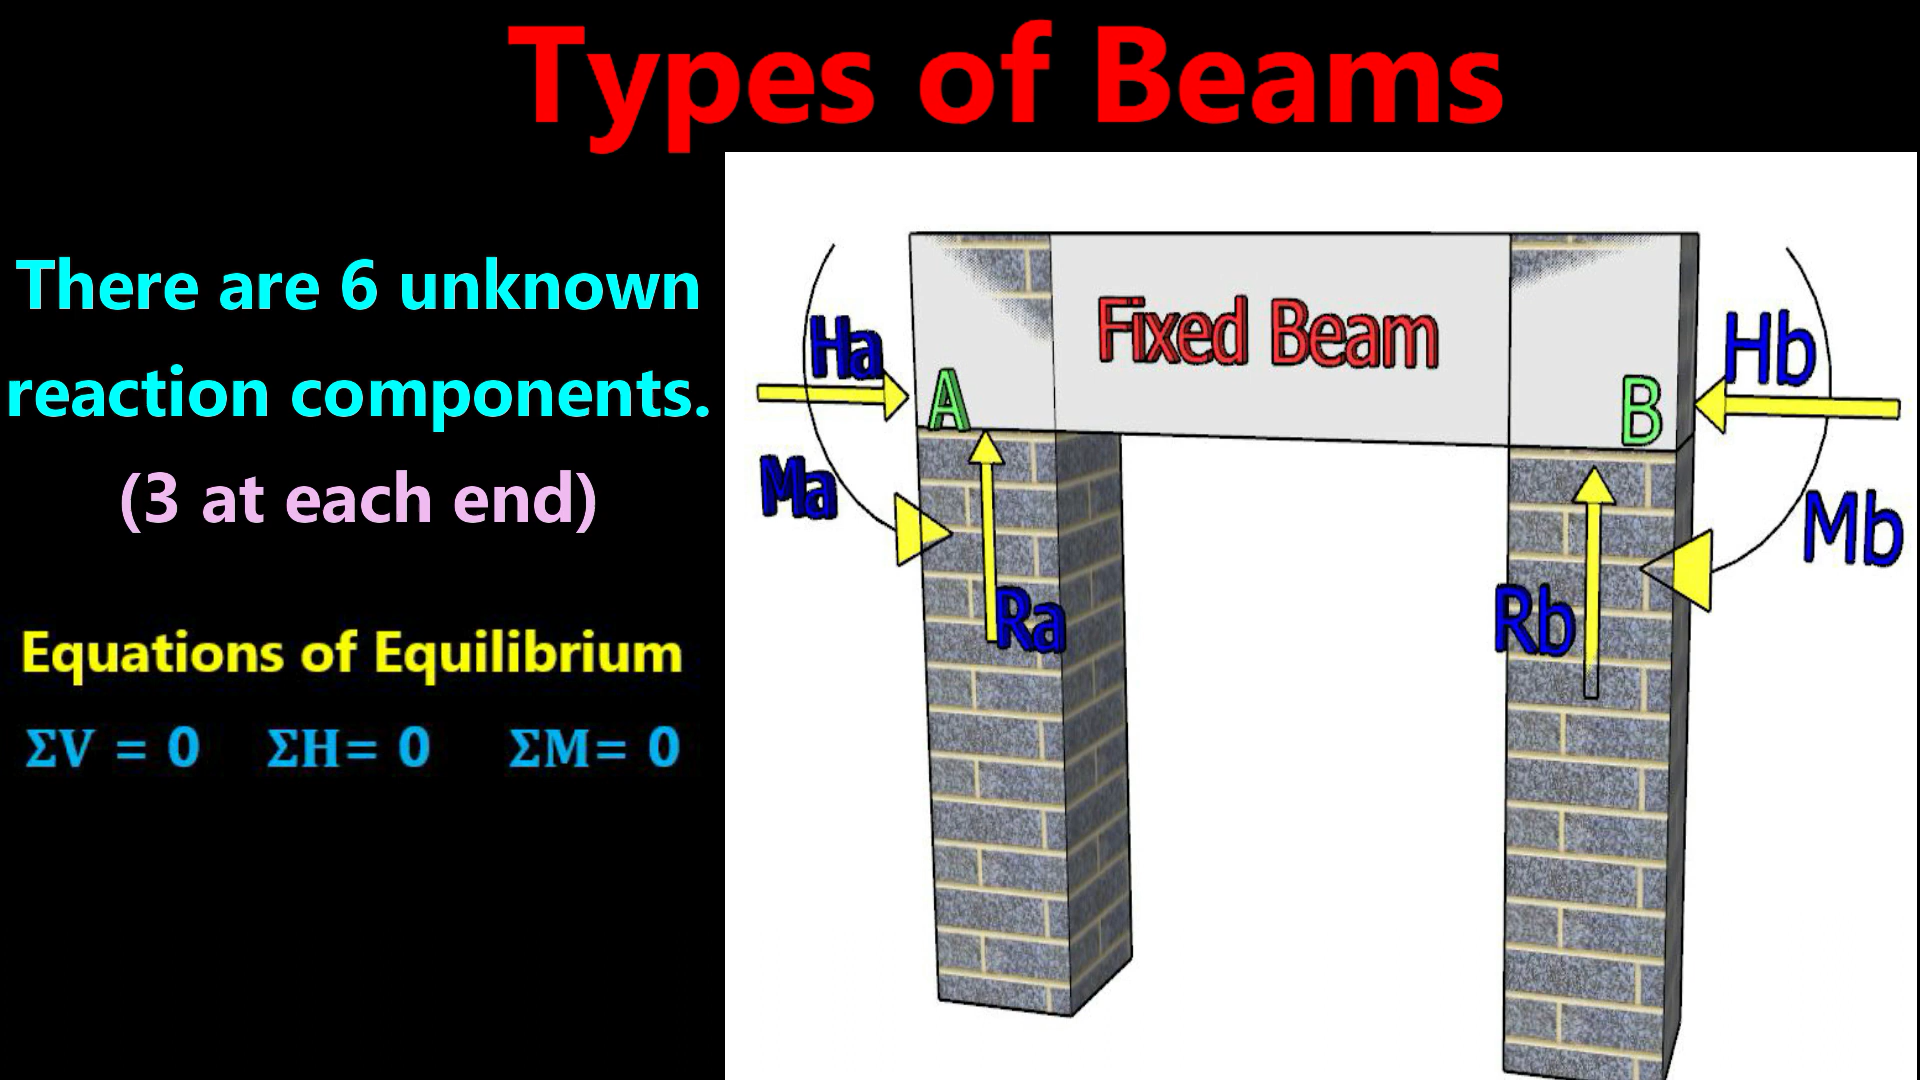 Types of Beams
There are 6 unknown
reaction components.
(3 at each end)
Equations of Equilibrium
ΣV = 0 ΣH= 0 ΣM= 0
Fixed Beam
Ha
Hb
A
B
Ma
Mb
Ra
Rb